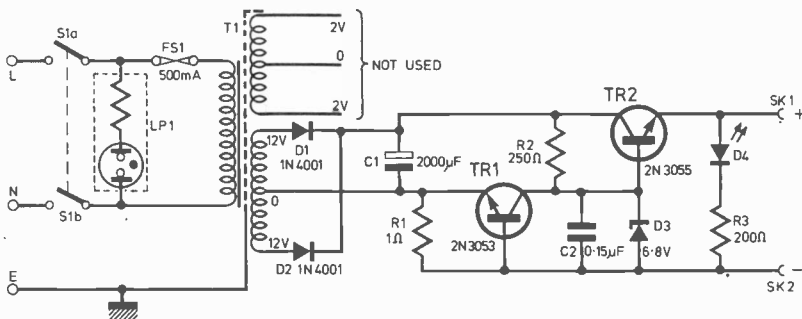 S1a
L
FS1
500mA
LP1
N
S1b
E
T1
2V
0
2V
NOT USED
12V
D1
1N4001
0
12V
D2 1N4001
C1
2000µF
R1
1Ω
TR1
2N3053
R2
250Ω
C2
0·15µF
TR2
2N3055
D3
6·8V
D4
R3
200Ω
SK1
+
−
SK2